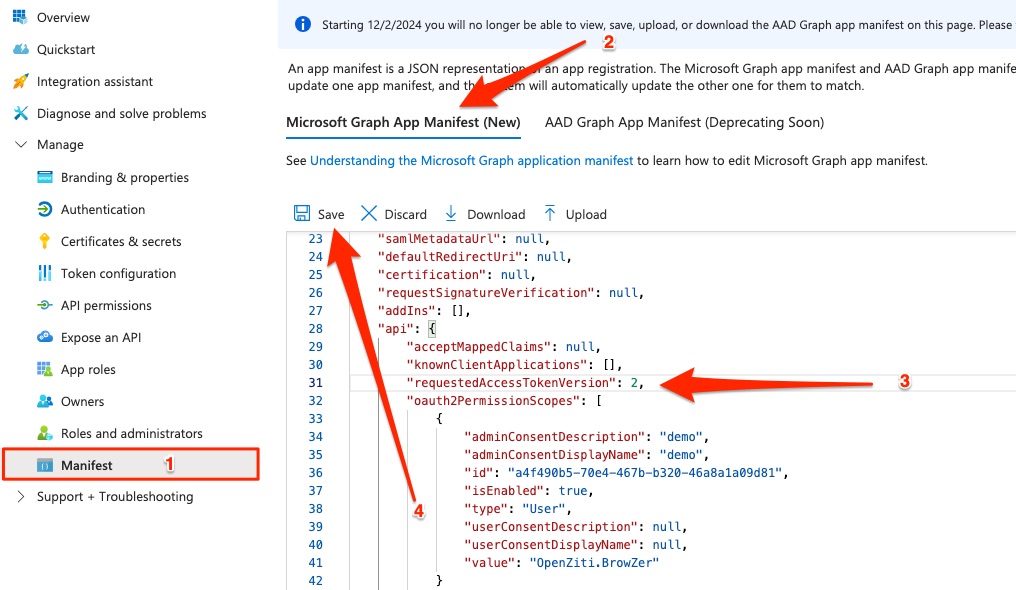 Overview
Quickstart
Integration assistant
Diagnose and solve problems
Manage
Branding & properties
Authentication
Certificates & secrets
Token configuration
API permissions
Expose an API
App roles
Owners
Roles and administrators
Manifest 1
Support + Troubleshooting
Starting 12/2/2024 you will no longer be able to view, save, upload, or download the AAD Graph app manifest on this page. Please
2
An app manifest is a JSON representation of an app registration. The Microsoft Graph app manifest and AAD Graph app manife
update one app manifest, and the system will automatically update the other one for them to match.
Microsoft Graph App Manifest (New) AAD Graph App Manifest (Deprecating Soon)
See Understanding the Microsoft Graph application manifest to learn how to edit Microsoft Graph app manifest.
Save Discard Download Upload
23 "samlMetadataUrl": null,
24 "defaultRedirectUri": null,
25 "certification": null,
26 "requestSignatureVerification": null,
27 "addIns": [],
28 "api": {
29 "acceptMappedClaims": null,
30 "knownClientApplications": [],
31 "requestedAccessTokenVersion": 2, 3
32 "oauth2PermissionScopes": [
33 {
34 "adminConsentDescription": "demo",
35 "adminConsentDisplayName": "demo",
36 "id": "a4f490b5-70e4-467b-b320-46a8a1a09d81",
37 "isEnabled": true,
38 "type": "User", 4
39 "userConsentDescription": null,
40 "userConsentDisplayName": null,
41 "value": "OpenZiti.BrowZer"
42 }